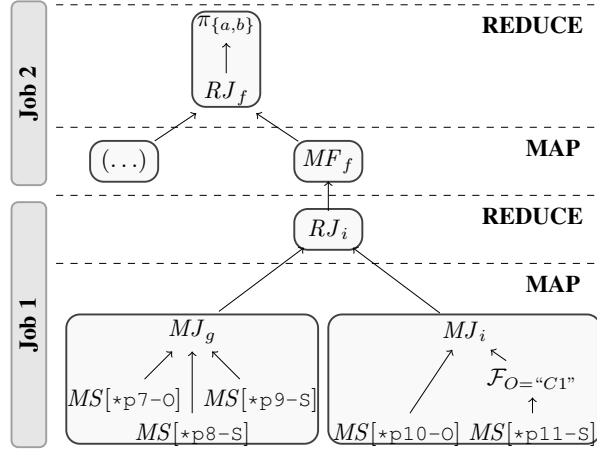 π{a,b}
REDUCE
RJf
Job 2
(...)
MFf
MAP
REDUCE
RJi
MAP
Job 1
MJg
MJi
FO="C1"
MS[*p7-O]
MS[*p9-S]
MS[*p8-S]
MS[*p10-O]
MS[*p11-S]